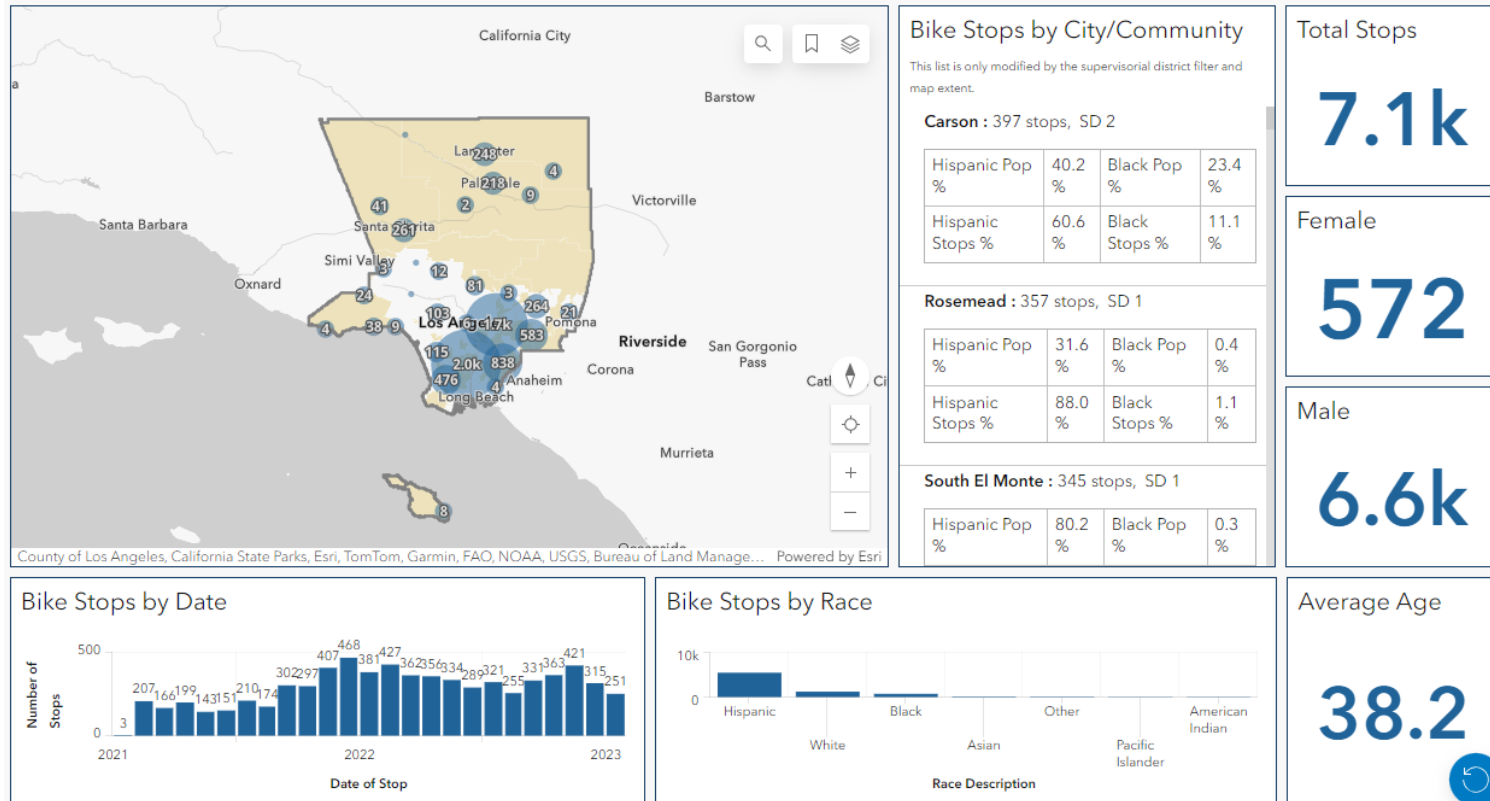 California City
Barstow
Lancaster
248
4
Palmdale
218
9
2
Victorville
41
Santa Barbara
Santa Clarita
261
Simi Valley
3
12
Oxnard
81
24
3
264
21
103
Los Angeles
1.7k
Pomona
4
38
9
583
Riverside
San Gorgonio
Pass
115
2.0k
838
Corona
476
4
Anaheim
Long Beach
Murrieta
8
County of Los Angeles, California State Parks, Esri, TomTom, Garmin, FAO, NOAA, USGS, Bureau of Land Manage... Powered by Esri
Bike Stops by City/Community
This list is only modified by the supervisorial district filter and
map extent.
Carson : 397 stops, SD 2
Hispanic Pop % 40.2 % Black Pop % 23.4 %
Hispanic Stops % 60.6 % Black Stops % 11.1 %
Rosemead : 357 stops, SD 1
Hispanic Pop % 31.6 % Black Pop % 0.4 %
Hispanic Stops % 88.0 % Black Stops % 1.1 %
South El Monte : 345 stops, SD 1
Hispanic Pop % 80.2 % Black Pop % 0.3 %
Total Stops
7.1k
Female
572
Male
6.6k
Bike Stops by Date
Number of
Stops
500
0
3 207 166 199 143 151 210 174 302 297 407 468 381 427 362 356 334 289 321 255 331 363 421 315 251
2021 2022 2023
Date of Stop
Bike Stops by Race
10k
0
Hispanic
White
Black
Asian
Other
Pacific
Islander
American
Indian
Race Description
Average Age
38.2